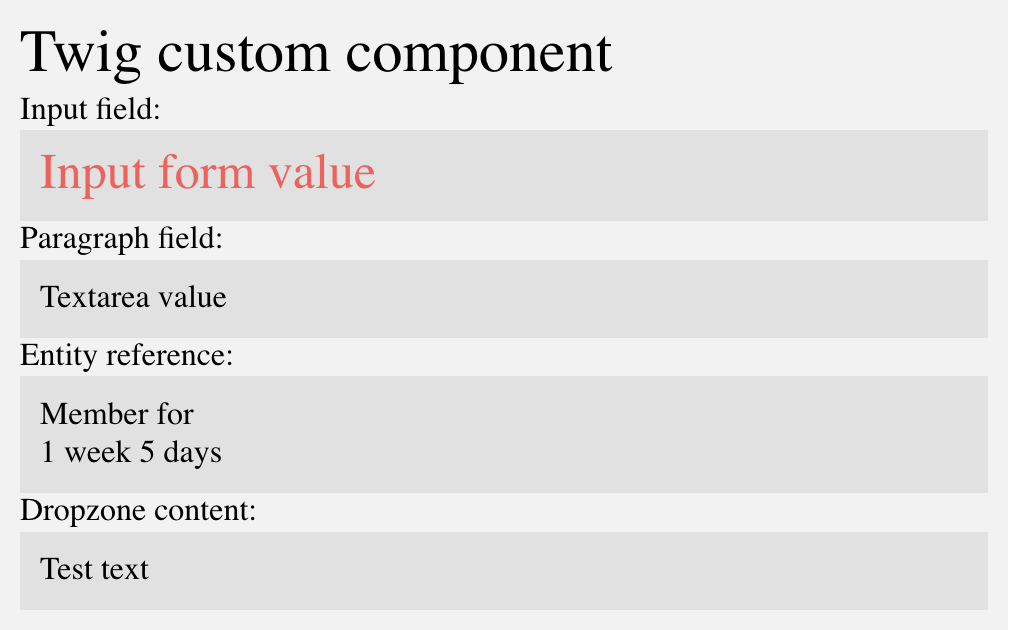 Twig custom component
Input field:
Input form value
Paragraph field:
Textarea value
Entity reference:
Member for
1 week 5 days
Dropzone content:
Test text